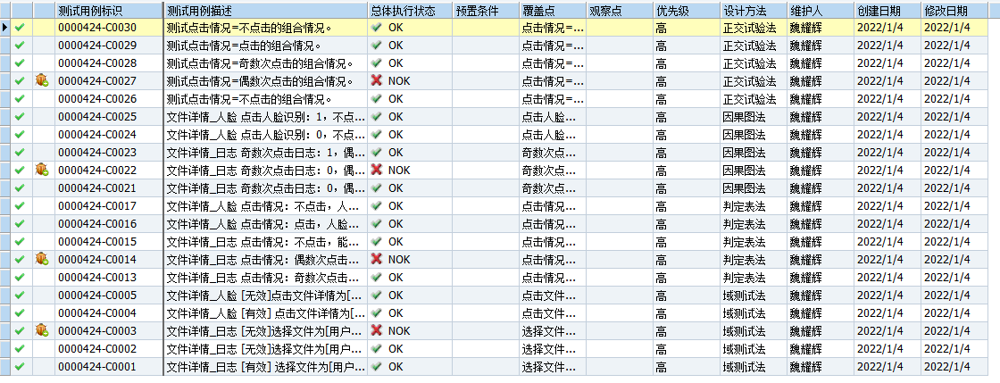 测试用例标识 测试用例描述 总体执行状态 预置条件 覆盖点 观察点 优先级 设计方法 维护人 创建日期 修改日期
0000424-C0030 测试点击情况=不点击的组合情况。 OK 点击情况=... 高 正交试验法 魏耀辉 2022/1/4 2022/1/4
0000424-C0029 测试点击情况=点击的组合情况。 OK 点击情况=... 高 正交试验法 魏耀辉 2022/1/4 2022/1/4
0000424-C0028 测试点击情况=奇数次点击的组合情况。 OK 点击情况=... 高 正交试验法 魏耀辉 2022/1/4 2022/1/4
0000424-C0027 测试点击情况=偶数次点击的组合情况。 NOK 点击情况=... 高 正交试验法 魏耀辉 2022/1/4 2022/1/4
0000424-C0026 测试点击情况=不点击的组合情况。 OK 点击情况=... 高 正交试验法 魏耀辉 2022/1/4 2022/1/4
0000424-C0025 文件详情_人脸 点击人脸识别：1，不点... OK 点击人脸... 高 因果图法 魏耀辉 2022/1/4 2022/1/4
0000424-C0024 文件详情_人脸 点击人脸识别：0，不点... OK 点击人脸... 高 因果图法 魏耀辉 2022/1/4 2022/1/4
0000424-C0023 文件详情_日志 奇数次点击日志：1，偶... OK 奇数次点... 高 因果图法 魏耀辉 2022/1/4 2022/1/4
0000424-C0022 文件详情_日志 奇数次点击日志：0，偶... NOK 奇数次点... 高 因果图法 魏耀辉 2022/1/4 2022/1/4
0000424-C0021 文件详情_日志 奇数次点击日志：0，偶... OK 奇数次点... 高 因果图法 魏耀辉 2022/1/4 2022/1/4
0000424-C0017 文件详情_人脸 点击情况：不点击，人... OK 点击情况... 高 判定表法 魏耀辉 2022/1/4 2022/1/4
0000424-C0016 文件详情_人脸 点击情况：点击，人脸... OK 点击情况... 高 判定表法 魏耀辉 2022/1/4 2022/1/4
0000424-C0015 文件详情_日志 点击情况：不点击，能... OK 点击情况... 高 判定表法 魏耀辉 2022/1/4 2022/1/4
0000424-C0014 文件详情_日志 点击情况：偶数次点击... NOK 点击情况... 高 判定表法 魏耀辉 2022/1/4 2022/1/4
0000424-C0013 文件详情_日志 点击情况：奇数次点击... OK 点击情况... 高 判定表法 魏耀辉 2022/1/4 2022/1/4
0000424-C0005 文件详情_人脸 [无效]点击文件详情为[... OK 点击文件... 高 域测试法 魏耀辉 2022/1/4 2022/1/4
0000424-C0004 文件详情_人脸 [有效] 点击文件详情为[... OK 点击文件... 高 域测试法 魏耀辉 2022/1/4 2022/1/4
0000424-C0003 文件详情_日志 [无效]选择文件为[用户... NOK 选择文件... 高 域测试法 魏耀辉 2022/1/4 2022/1/4
0000424-C0002 文件详情_日志 [无效]选择文件为[用户... OK 选择文件... 高 域测试法 魏耀辉 2022/1/4 2022/1/4
0000424-C0001 文件详情_日志 [有效] 选择文件为[用户... OK 选择文件... 高 域测试法 魏耀辉 2022/1/4 2022/1/4